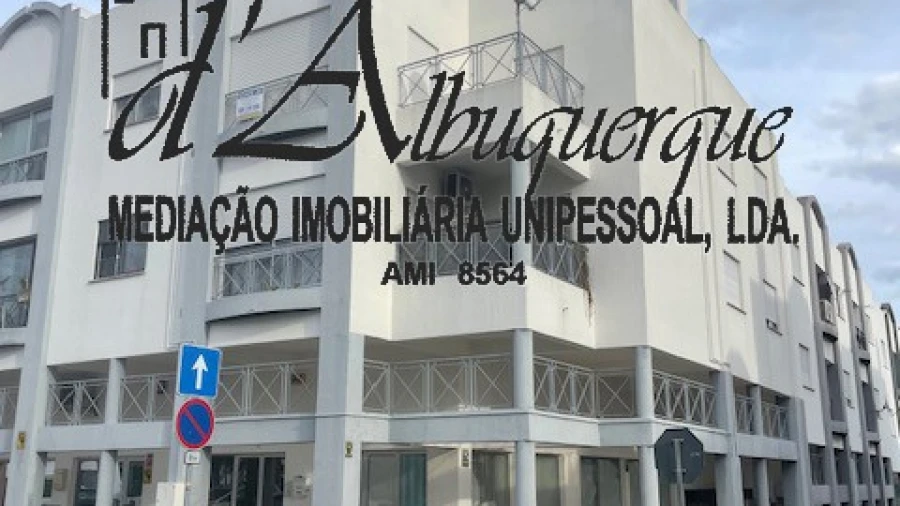 d'Albuquerque
MEDIAÇÃO IMOBILIÁRIA UNIPESSOAL, LDA.
AMI 8564